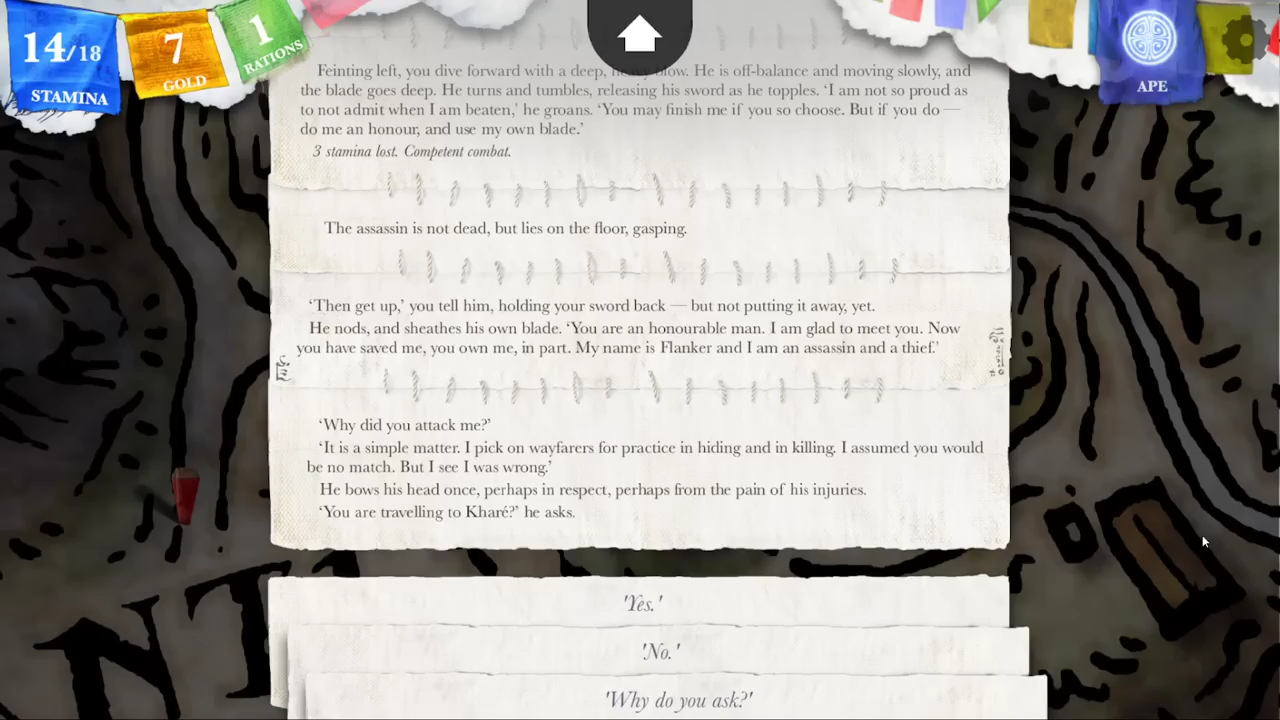 14/18
STAMINA
7
GOLD
1
RATIONS
APE
Feinting left, you dive forward with a deep, heavy blow. He is off-balance and moving slowly, and
the blade goes deep. He turns and tumbles, releasing his sword as he topples. ‘I am not so proud as
to not admit when I am beaten,’ he groans. ‘You may finish me if you so choose. But if you do —
do me an honour, and use my own blade.’
3 stamina lost. Competent combat.
The assassin is not dead, but lies on the floor, gasping.
‘Then get up,’ you tell him, holding your sword back — but not putting it away, yet.
He nods, and sheathes his own blade. ‘You are an honourable man. I am glad to meet you. Now
you have saved me, you own me, in part. My name is Flanker and I am an assassin and a thief.’
‘Why did you attack me?’
‘It is a simple matter. I pick on wayfarers for practice in hiding and in killing. I assumed you would
be no match. But I see I was wrong.’
He bows his head once, perhaps in respect, perhaps from the pain of his injuries.
‘You are travelling to Kharé?’ he asks.
'Yes.'
'No.'
'Why do you ask?'